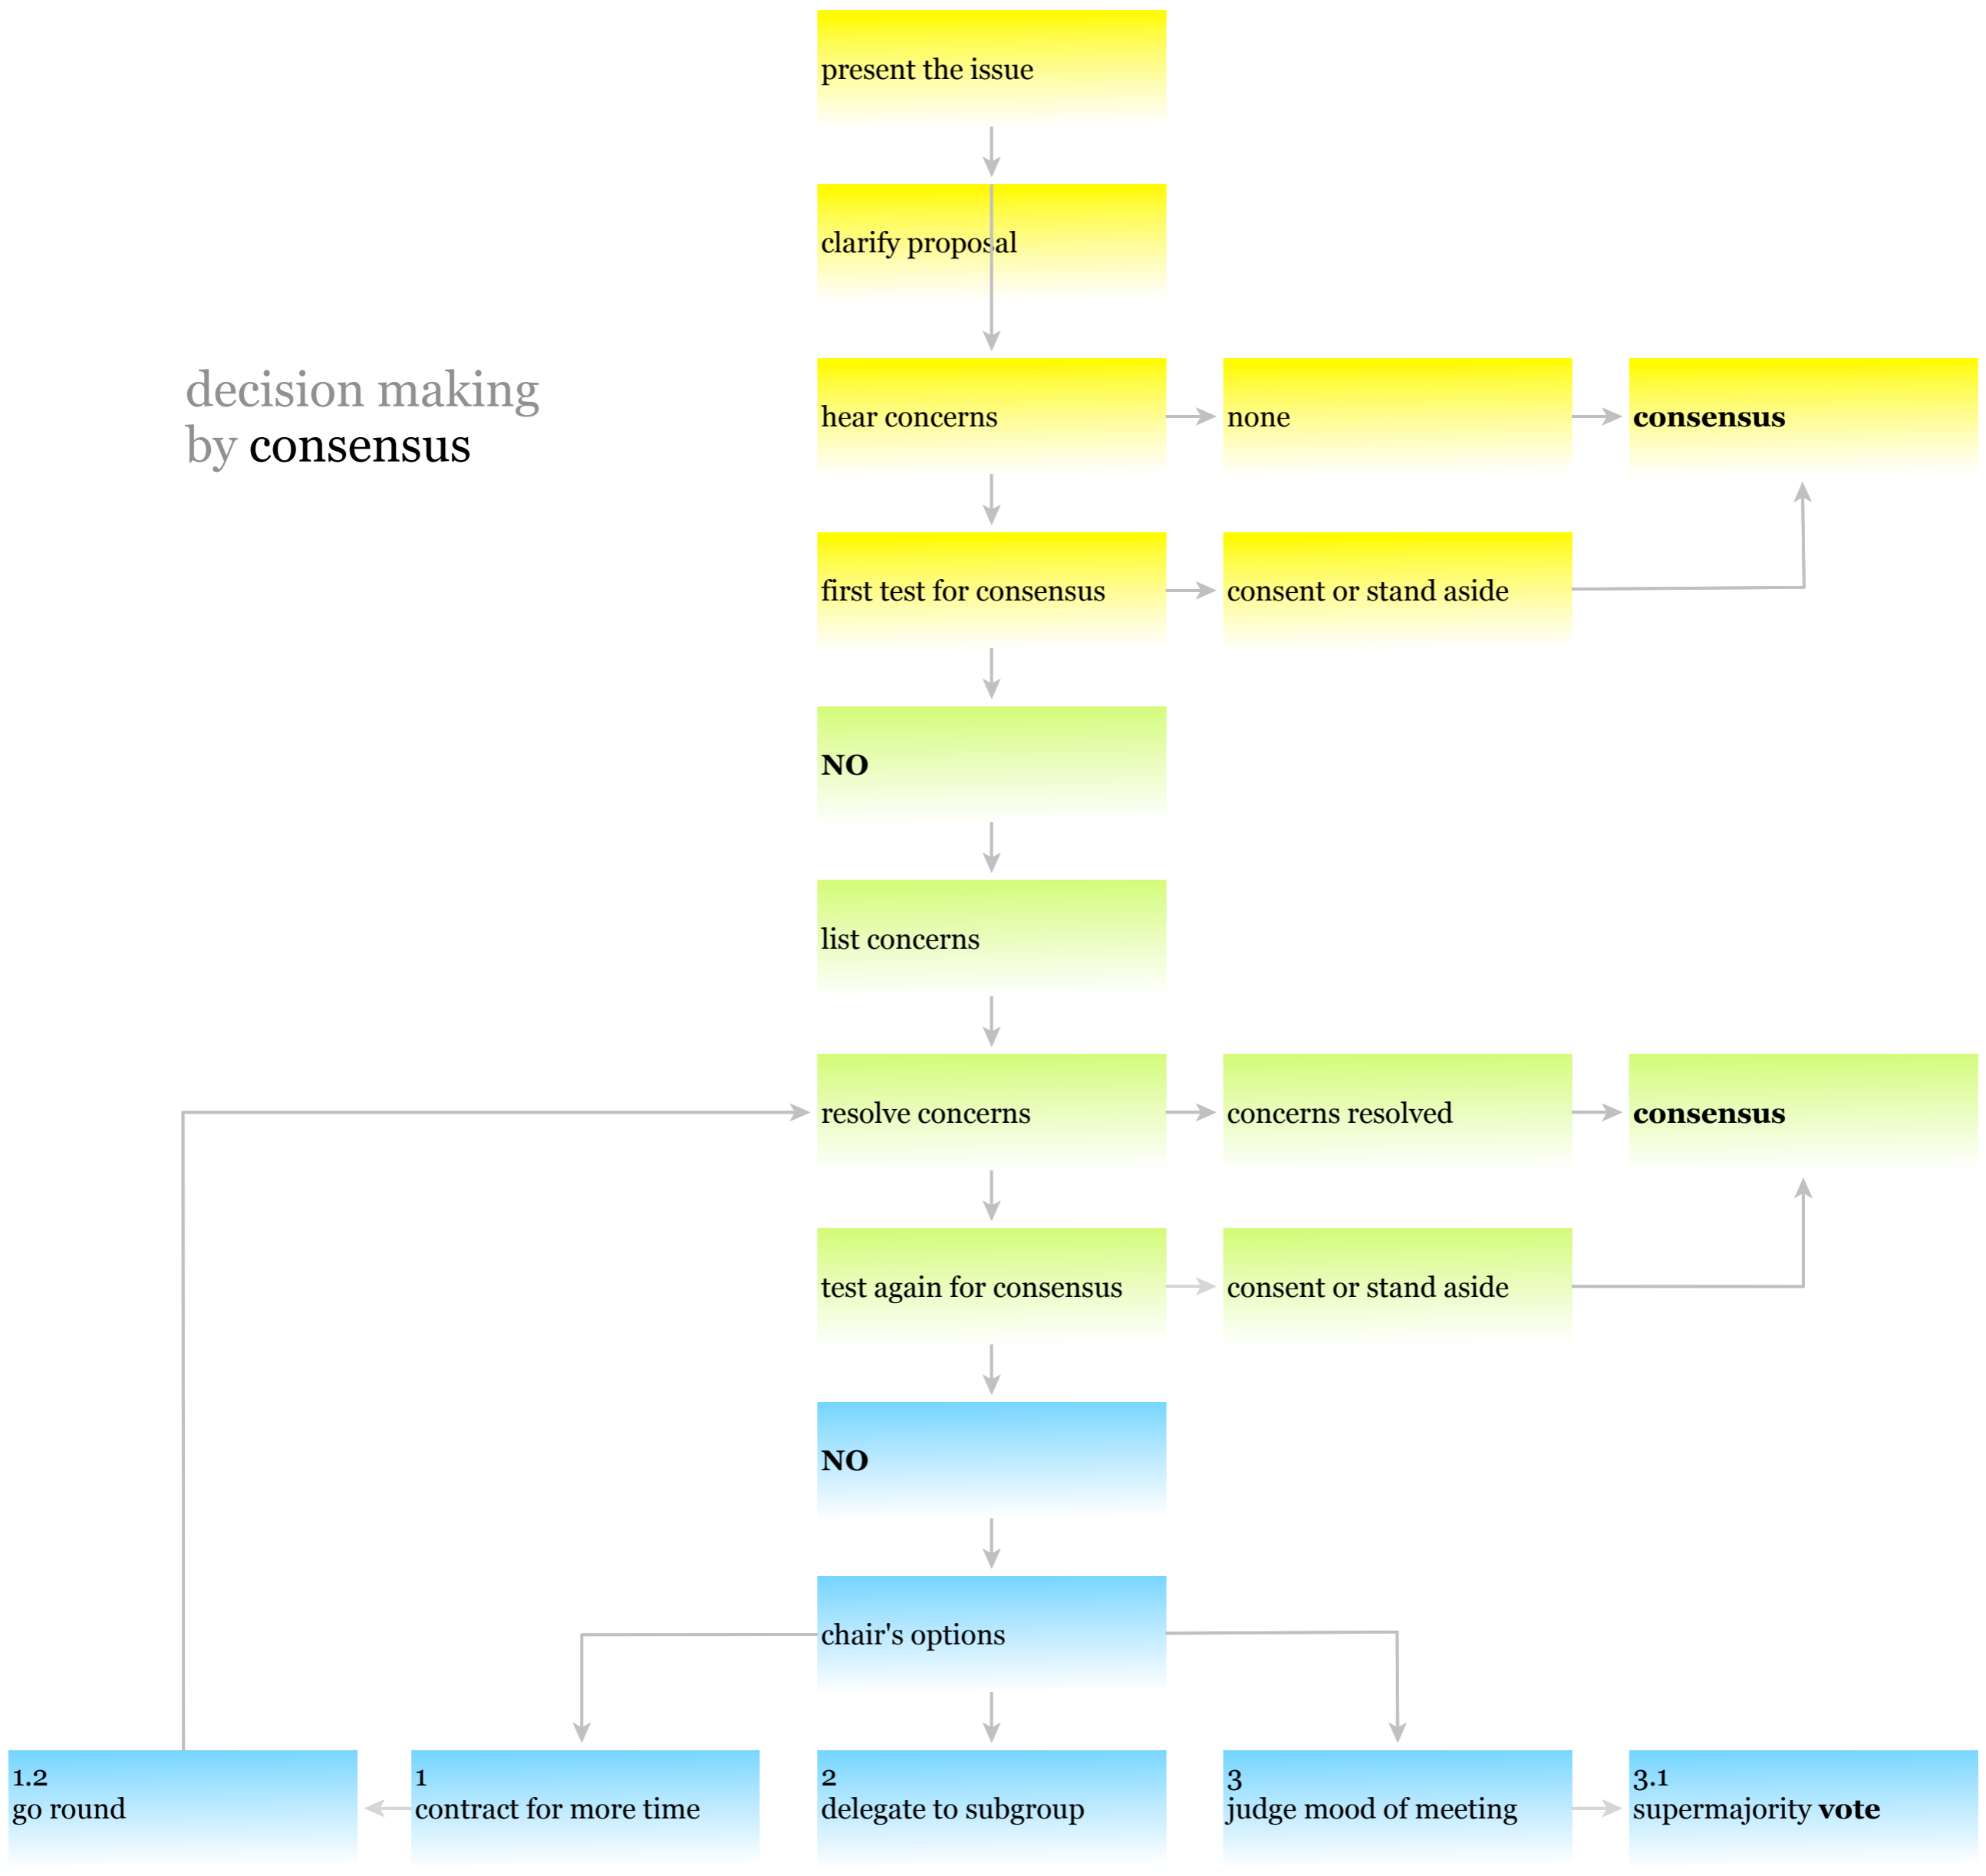 present the issue
clarify proposal
decision making
by consensus
hear concerns
none
consensus
first test for consensus
consent or stand aside
NO
list concerns
resolve concerns
concerns resolved
consensus
test again for consensus
consent or stand aside
NO
chair's options
1.2
go round
1
contract for more time
2
delegate to subgroup
3
judge mood of meeting
3.1
supermajority vote